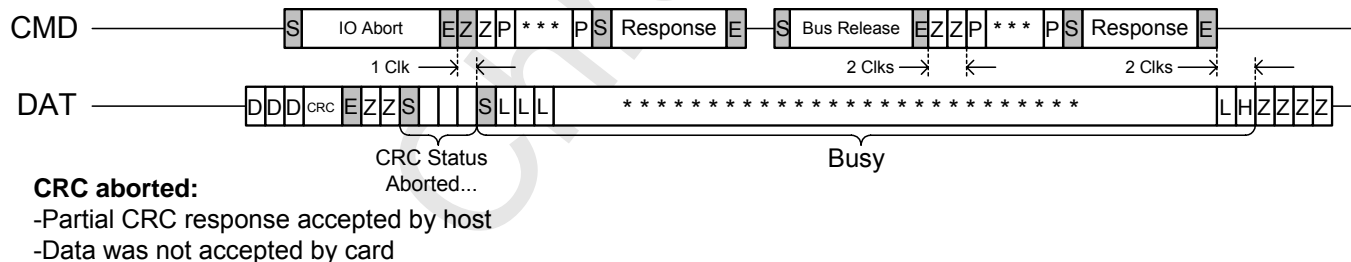 CMD S IO Abort E Z Z P * * * P S Response E S Bus Release E Z Z P * * * P S Response E
1 Clk 2 Clks 2 Clks
DAT D D D CRC E Z Z S S L L L * * * * * * * * * * * * * * * * * * * * * * * * * * * L H Z Z Z Z
CRC Status Busy
Aborted...
CRC aborted:
-Partial CRC response accepted by host
-Data was not accepted by card